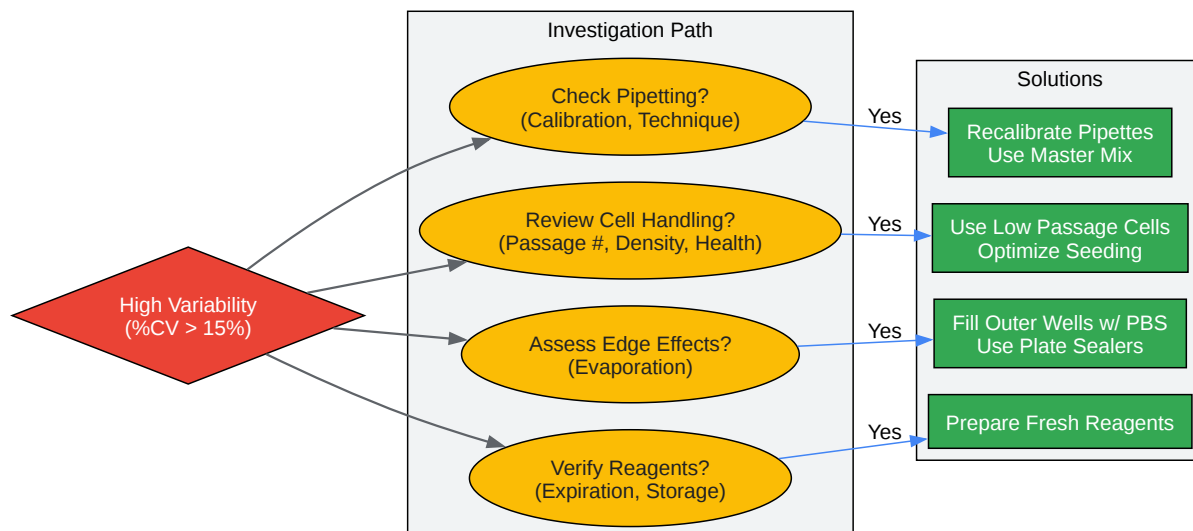 Investigation Path
Solutions
High Variability
(%CV > 15%)
Check Pipetting?
(Calibration, Technique)
Yes
Recalibrate Pipettes
Use Master Mix
Review Cell Handling?
(Passage #, Density, Health)
Yes
Use Low Passage Cells
Optimize Seeding
Assess Edge Effects?
(Evaporation)
Yes
Fill Outer Wells w/ PBS
Use Plate Sealers
Verify Reagents?
(Expiration, Storage)
Yes
Prepare Fresh Reagents